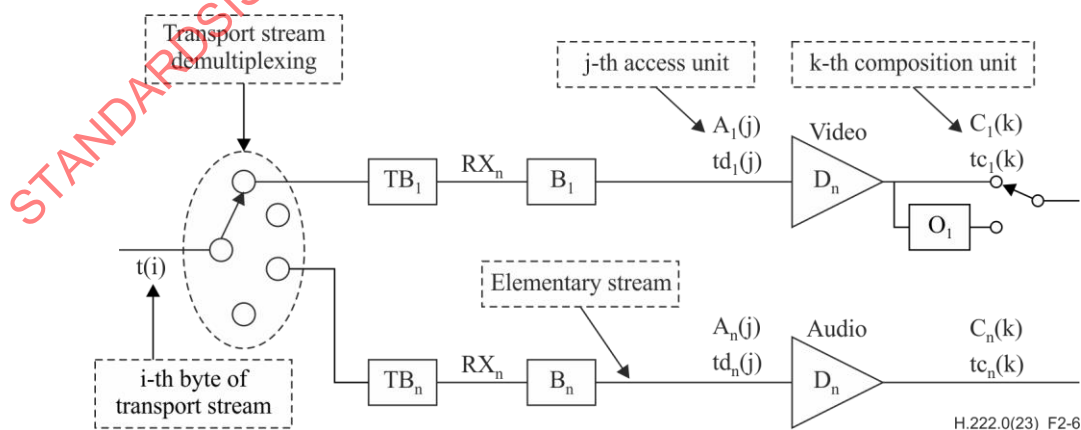 Transport stream
demultiplexing
j-th access unit
k-th composition unit
STANDARDSIS
A₁(j)
Video
C₁(k)
TB₁
RXₙ
B₁
td₁(j)
Dₙ
tc₁(k)
O₁
t(i)
Elementary stream
Aₙ(j)
Audio
Cₙ(k)
i-th byte of
transport stream
TBₙ
RXₙ
Bₙ
tdₙ(j)
Dₙ
tcₙ(k)
H.222.0(23)_F2-6